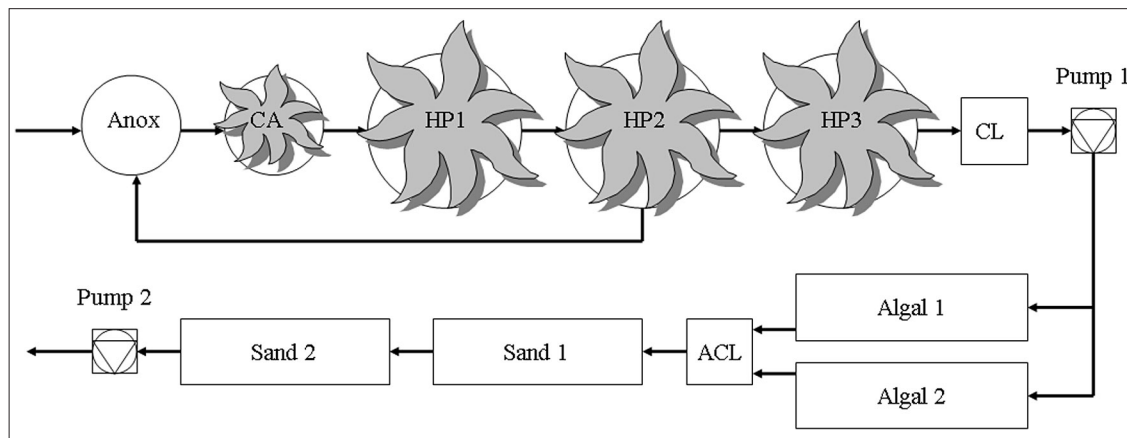 Pump 1
Anox
CA
HP1
HP2
HP3
CL
Pump 2
Algal 1
Sand 2
Sand 1
ACL
Algal 2